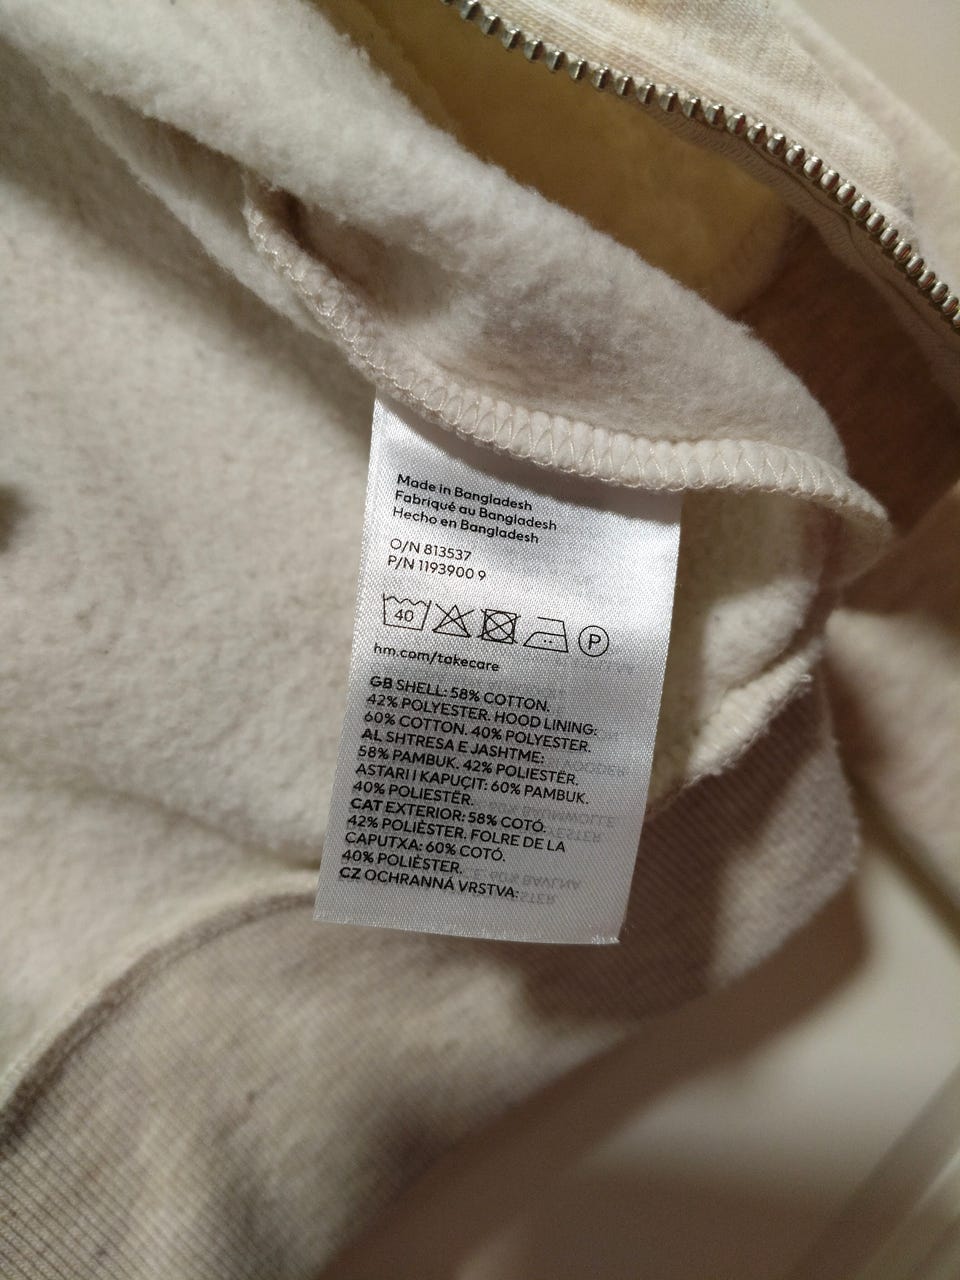 Made in Bangladesh
Fabriqué au Bangladesh
Hecho en Bangladesh
O/N 813537
P/N 1193900 9
40 P
hm.com/takecare
GB SHELL: 58% COTTON.
42% POLYESTER. HOOD LINING:
60% COTTON. 40% POLYESTER.
AL SHTRESA E JASHTME:
58% PAMBUK. 42% POLIESTËR.
ASTARI I KAPUÇIT: 60% PAMBUK.
40% POLIESTËR.
CAT EXTERIOR: 58% COTÓ.
42% POLIÈSTER. FOLRE DE LA
CAPUTXA: 60% COTÓ.
40% POLIÈSTER.
CZ OCHRANNÁ VRSTVA: